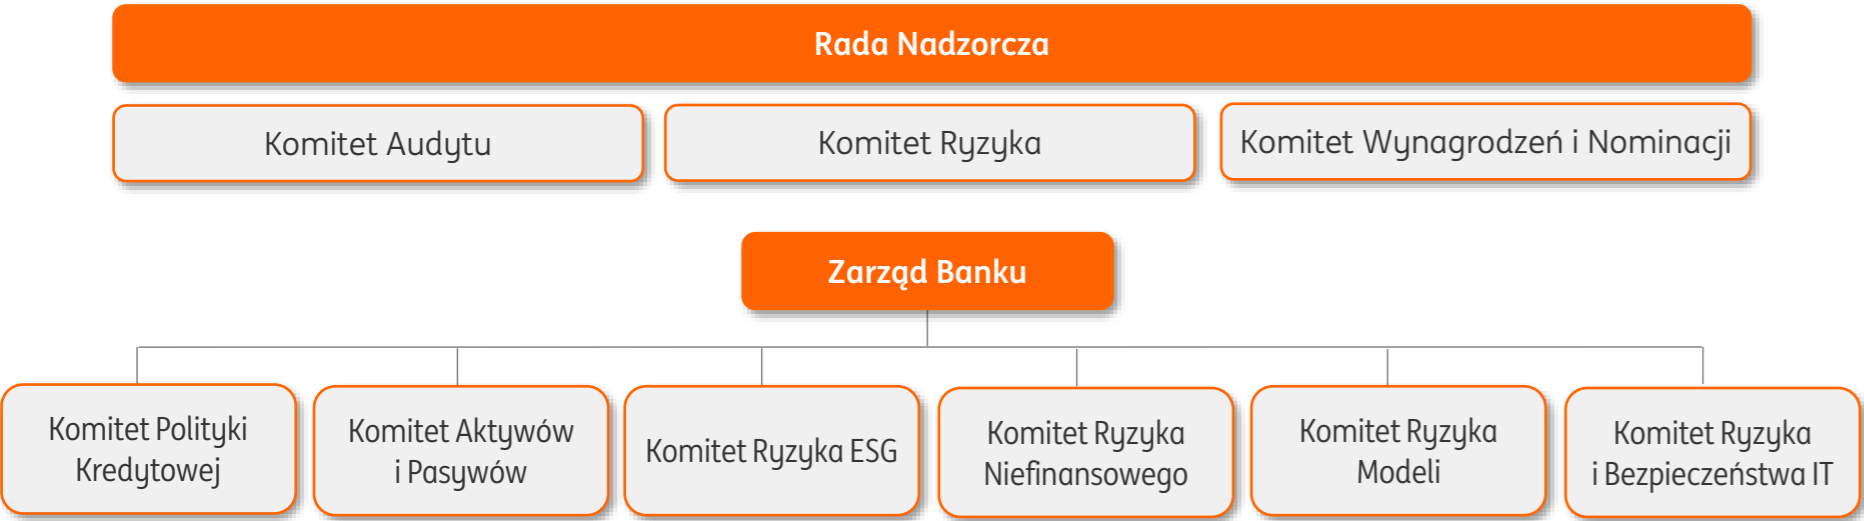 Rada Nadzorcza
Komitet Audytu
Komitet Ryzyka
Komitet Wynagrodzeń i Nominacji
Zarząd Banku
Komitet Polityki
Kredytowej
Komitet Aktywów
i Pasywów
Komitet Ryzyka ESG
Komitet Ryzyka
Niefinansowego
Komitet Ryzyka
Modeli
Komitet Ryzyka
i Bezpieczeństwa IT